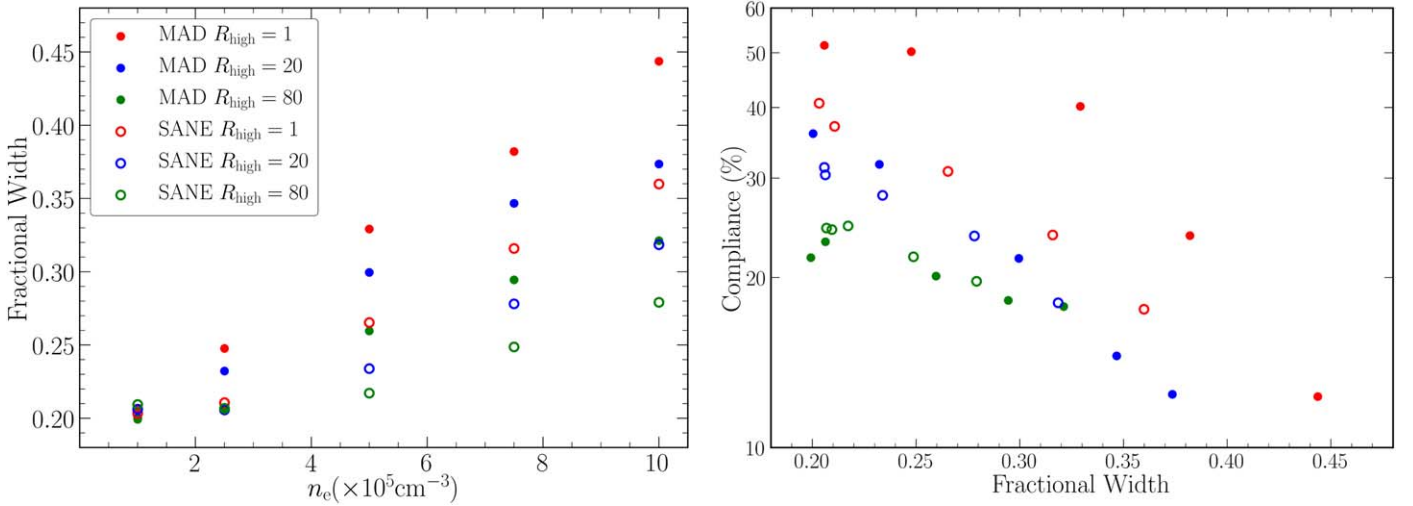 MAD R_high = 1
MAD R_high = 20
MAD R_high = 80
SANE R_high = 1
SANE R_high = 20
SANE R_high = 80
Fractional Width
0.45
0.40
0.35
0.30
0.25
0.20
2 4 6 8 10
n_e(×10⁵cm⁻³)
Compliance (%)
60
50
40
30
20
10
0.20 0.25 0.30 0.35 0.40 0.45
Fractional Width